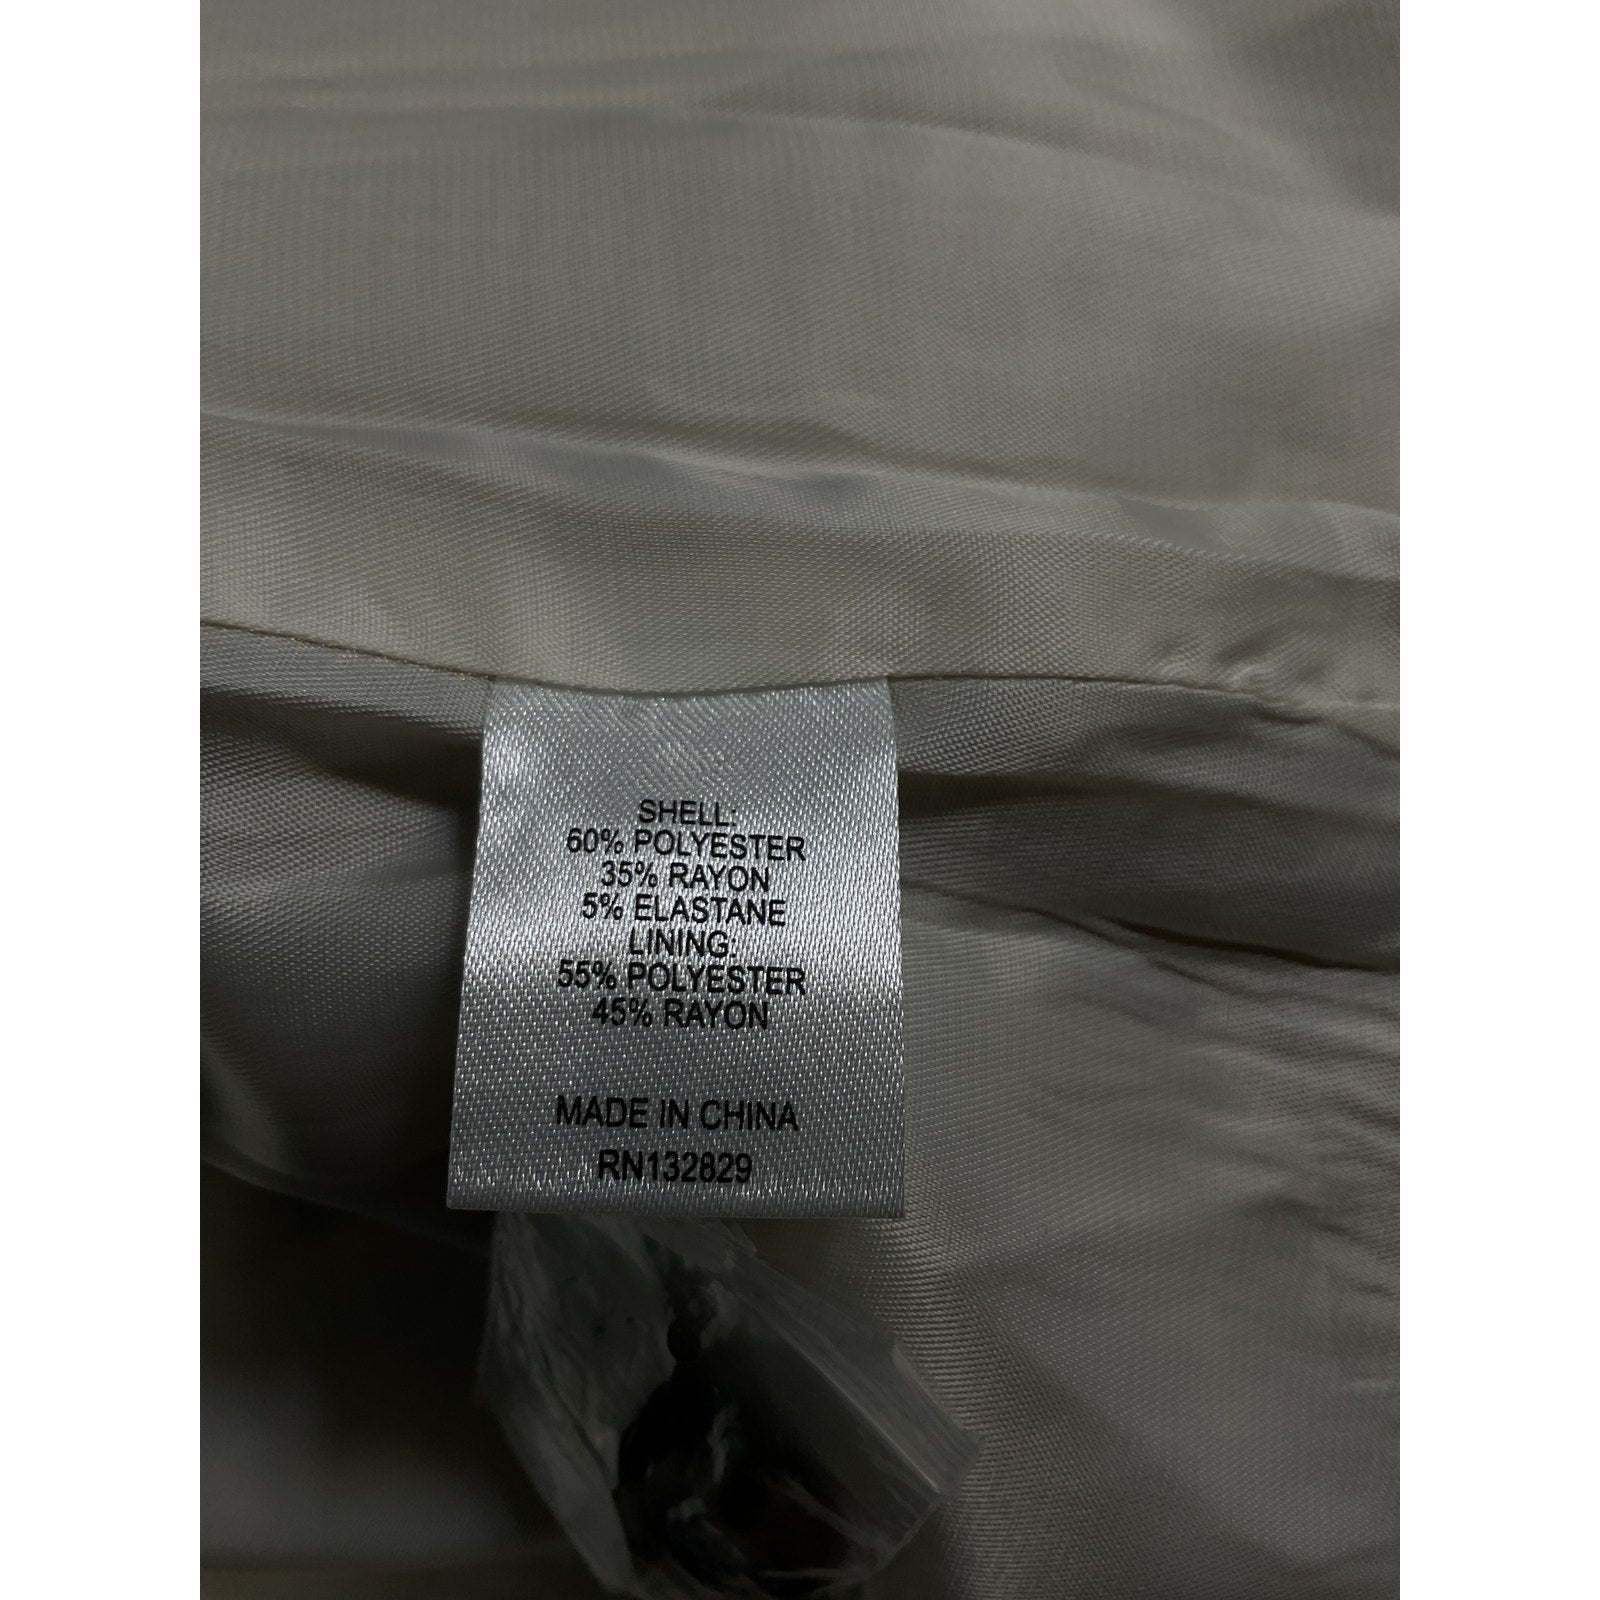 SHELL:
60% POLYESTER
35% RAYON
5% ELASTANE
LINING:
55% POLYESTER
45% RAYON
MADE IN CHINA
RN132829